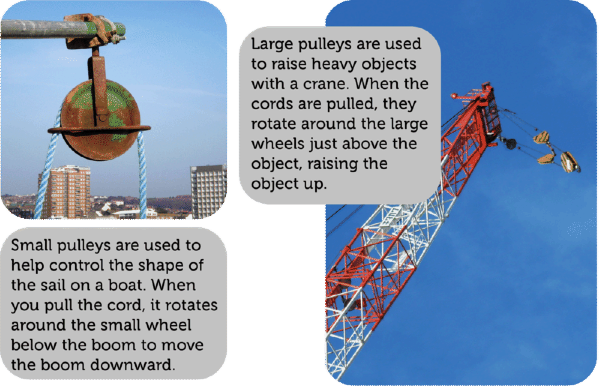 Large pulleys are used
to raise heavy objects
with a crane. When the
cords are pulled, they
rotate around the large
wheels just above the
object, raising the
object up.
Small pulleys are used to
help control the shape of
the sail on a boat. When
you pull the cord, it rotates
around the small wheel
below the boom to move
the boom downward.